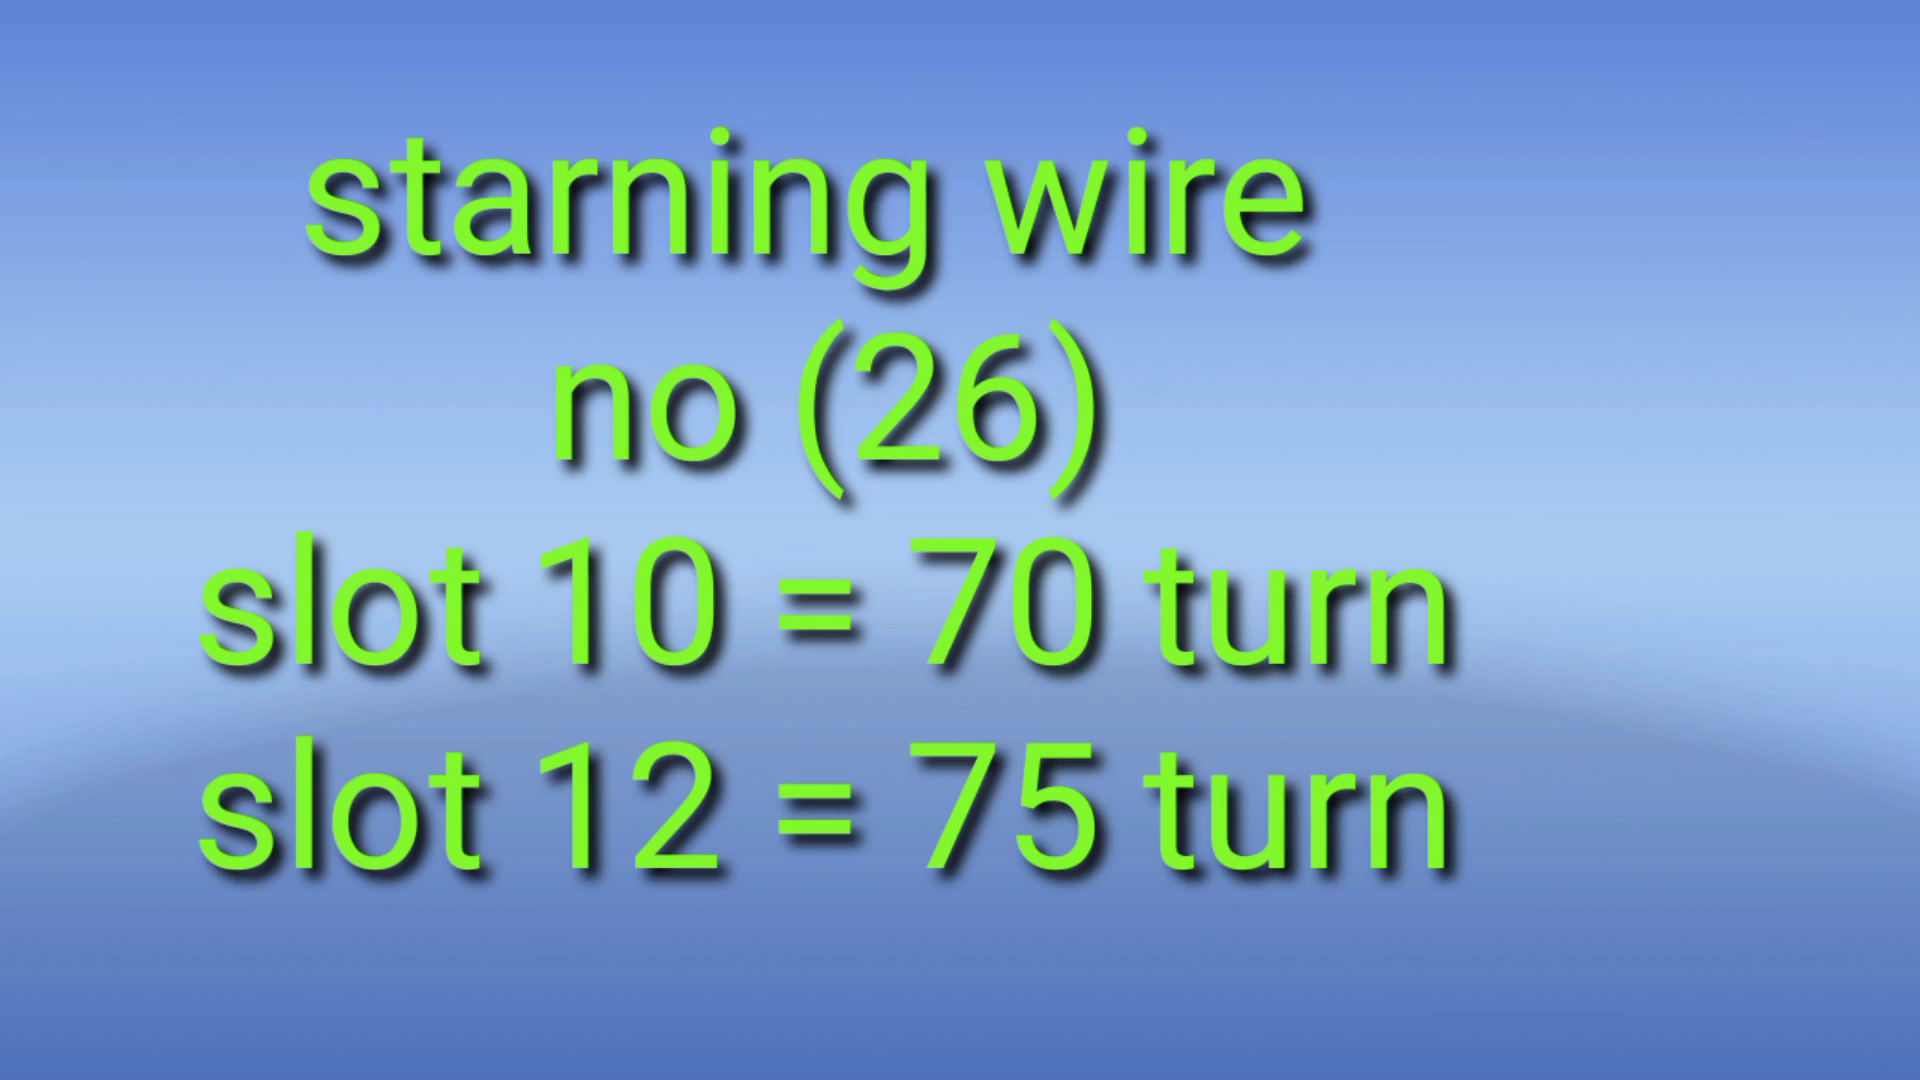 starning wire
no (26)
slot 10 = 70 turn
slot 12 = 75 turn